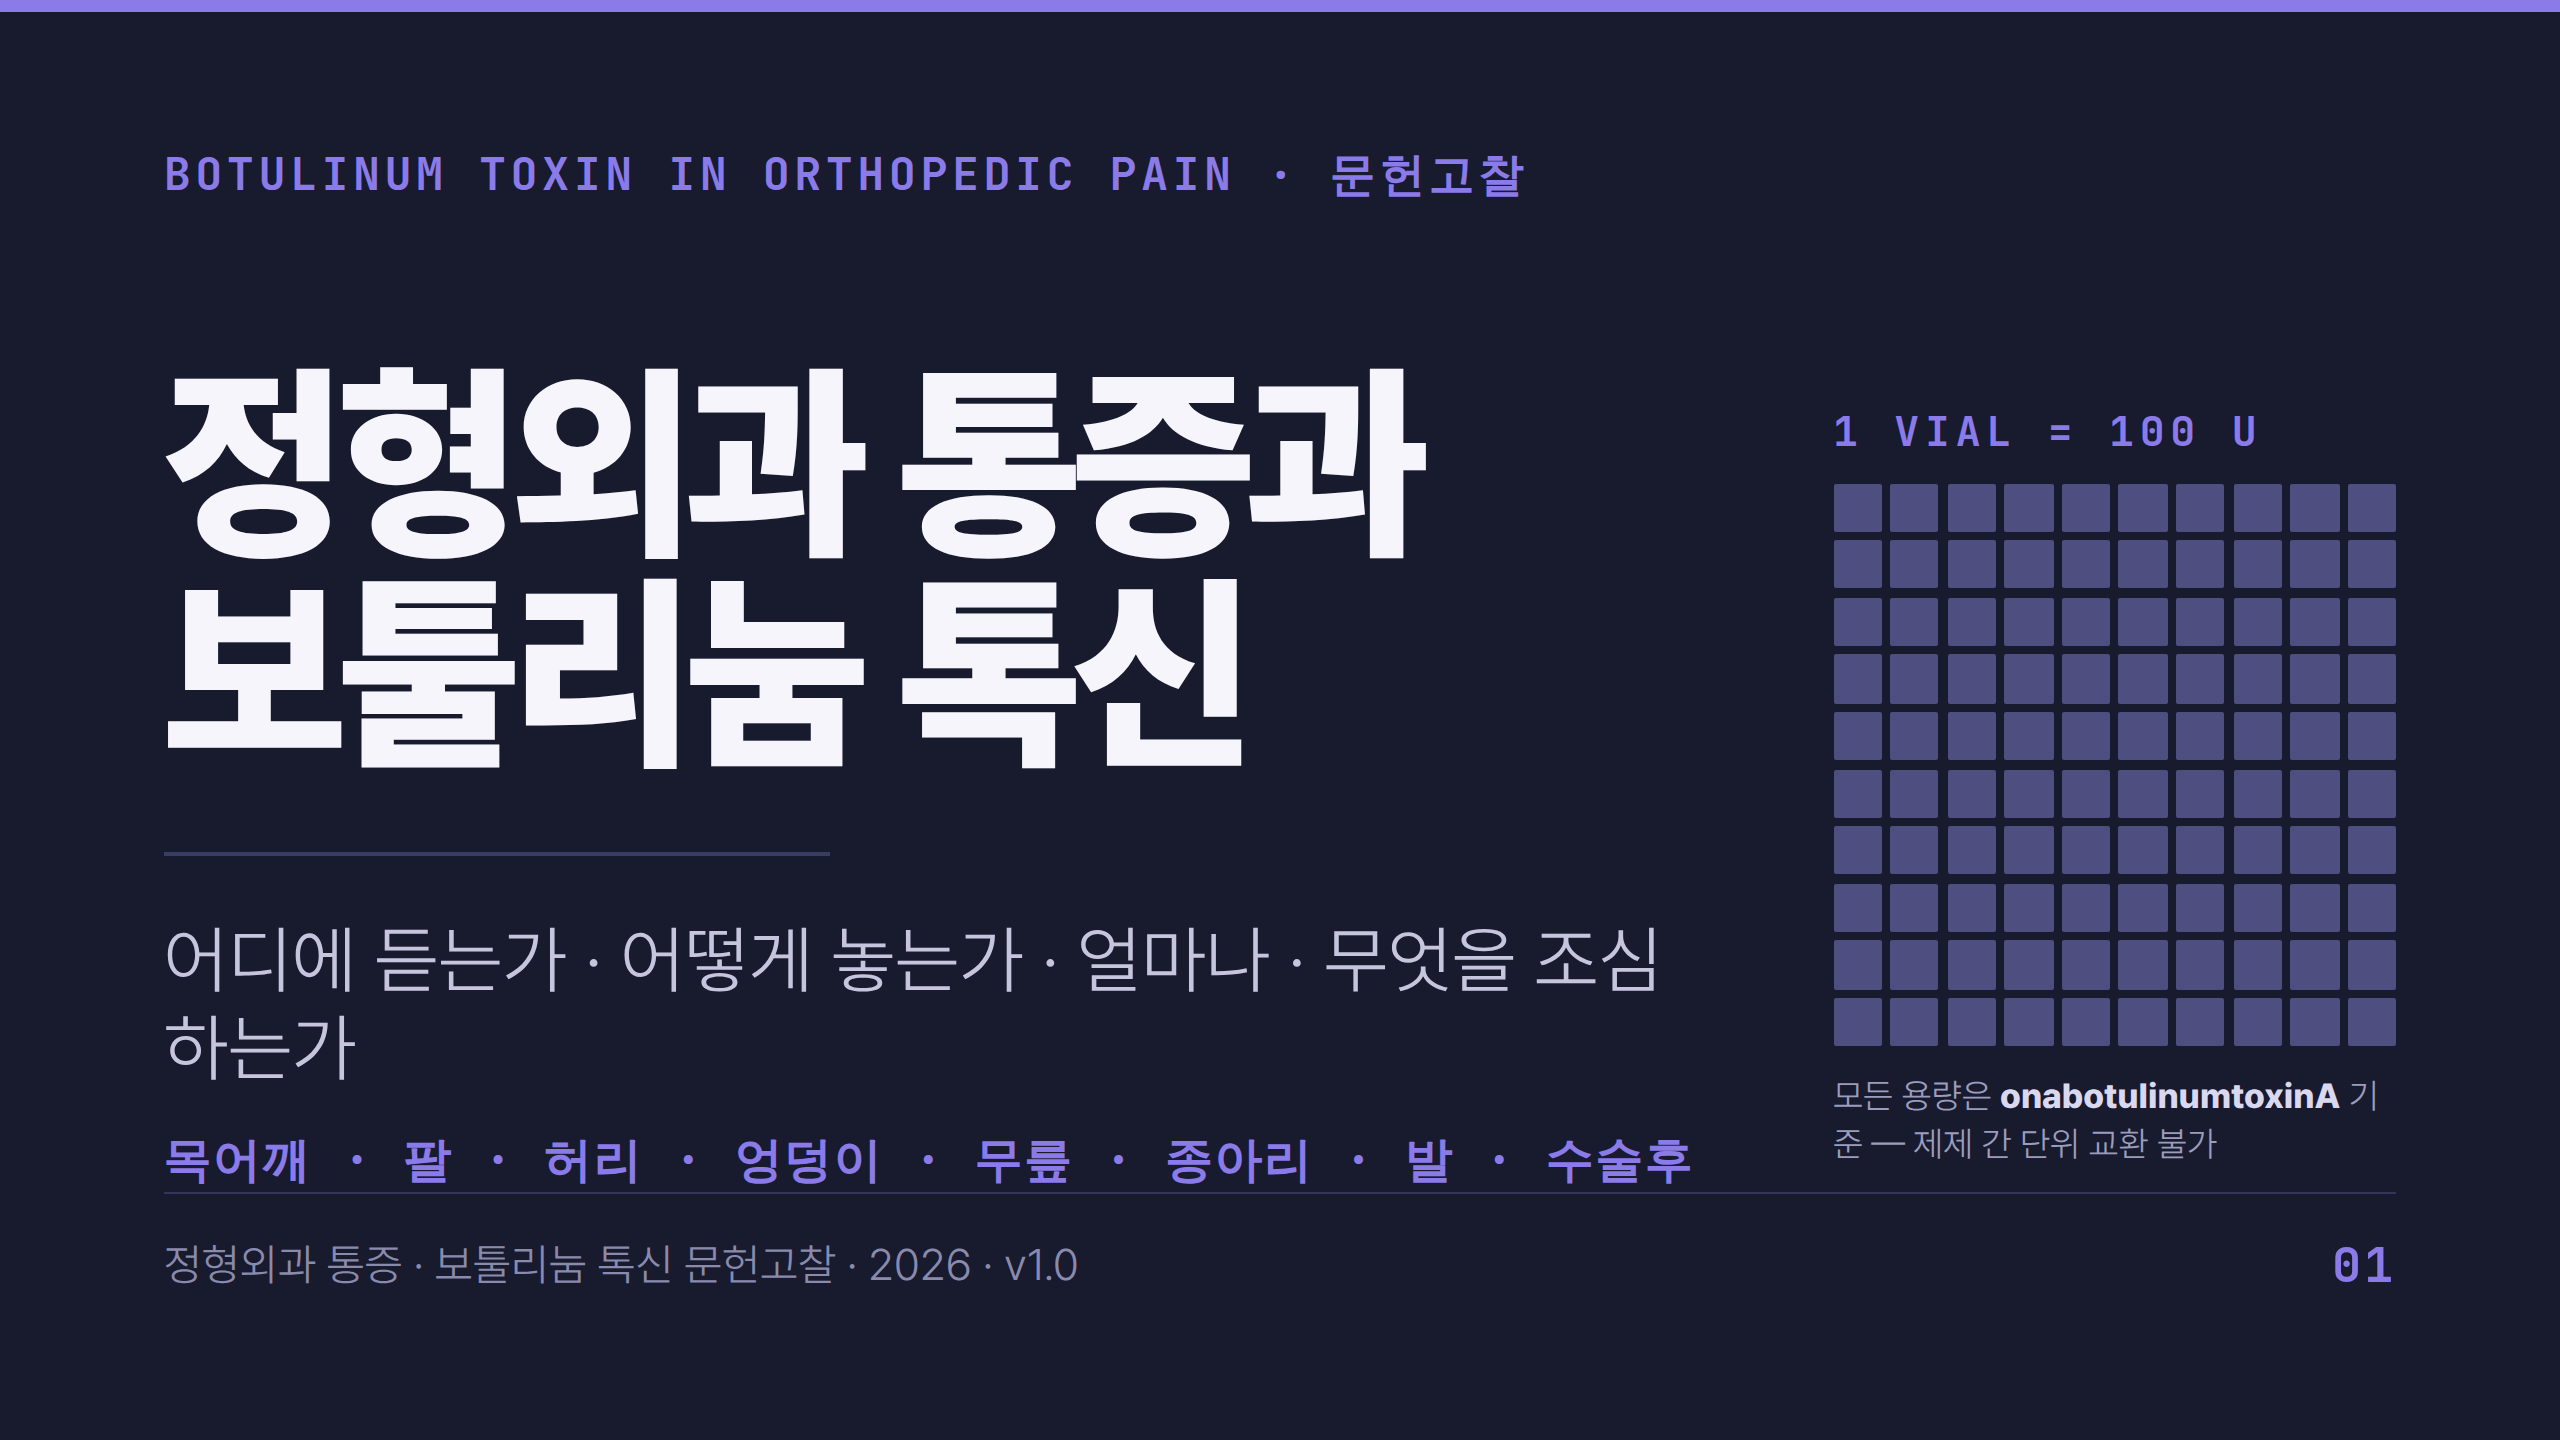 BOTULINUM TOXIN IN ORTHOPEDIC PAIN · 문헌고찰
정형외과 통증과
보툴리눔 톡신
어디에 듣는가 · 어떻게 놓는가 · 얼마나 · 무엇을 조심
하는가
목어깨 · 팔 · 허리 · 엉덩이 · 무릎 · 종아리 · 발 · 수술후
1 VIAL = 100 U
모든 용량은 onabotulinumtoxinA 기
준 — 제제 간 단위 교환 불가
정형외과 통증 · 보툴리눔 톡신 문헌고찰 · 2026 · v1.0
01